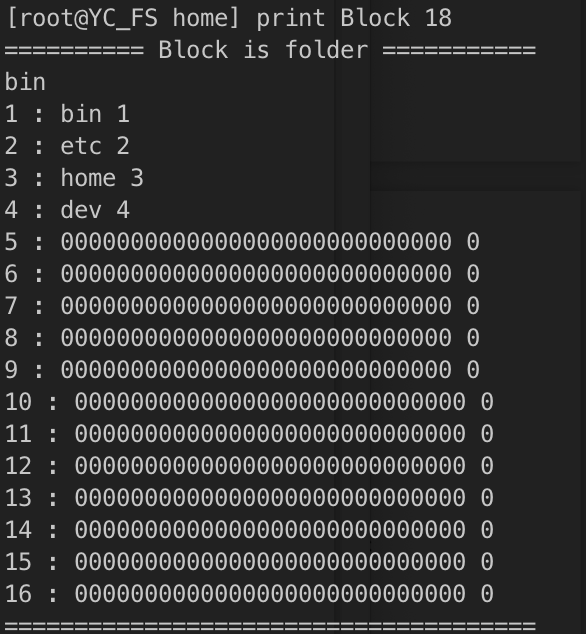 [root@YC_FS home] print Block 18
========== Block is folder ===========
bin
1 : bin 1
2 : etc 2
3 : home 3
4 : dev 4
5 : 0000000000000000000000000000 0
6 : 0000000000000000000000000000 0
7 : 0000000000000000000000000000 0
8 : 0000000000000000000000000000 0
9 : 0000000000000000000000000000 0
10 : 0000000000000000000000000000 0
11 : 0000000000000000000000000000 0
12 : 0000000000000000000000000000 0
13 : 0000000000000000000000000000 0
14 : 0000000000000000000000000000 0
15 : 0000000000000000000000000000 0
16 : 0000000000000000000000000000 0
======================================